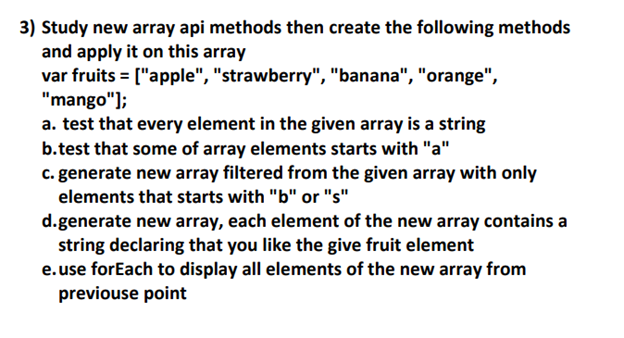 3) Study new array api methods then create the following methods
and apply it on this array
var fruits = ["apple", "strawberry", "banana", "orange",
"mango"];
a. test that every element in the given array is a string
b.test that some of array elements starts with "a"
c. generate new array filtered from the given array with only
elements that starts with "b" or "s"
d.generate new array, each element of the new array contains a
string declaring that you like the give fruit element
e.use forEach to display all elements of the new array from
previouse point